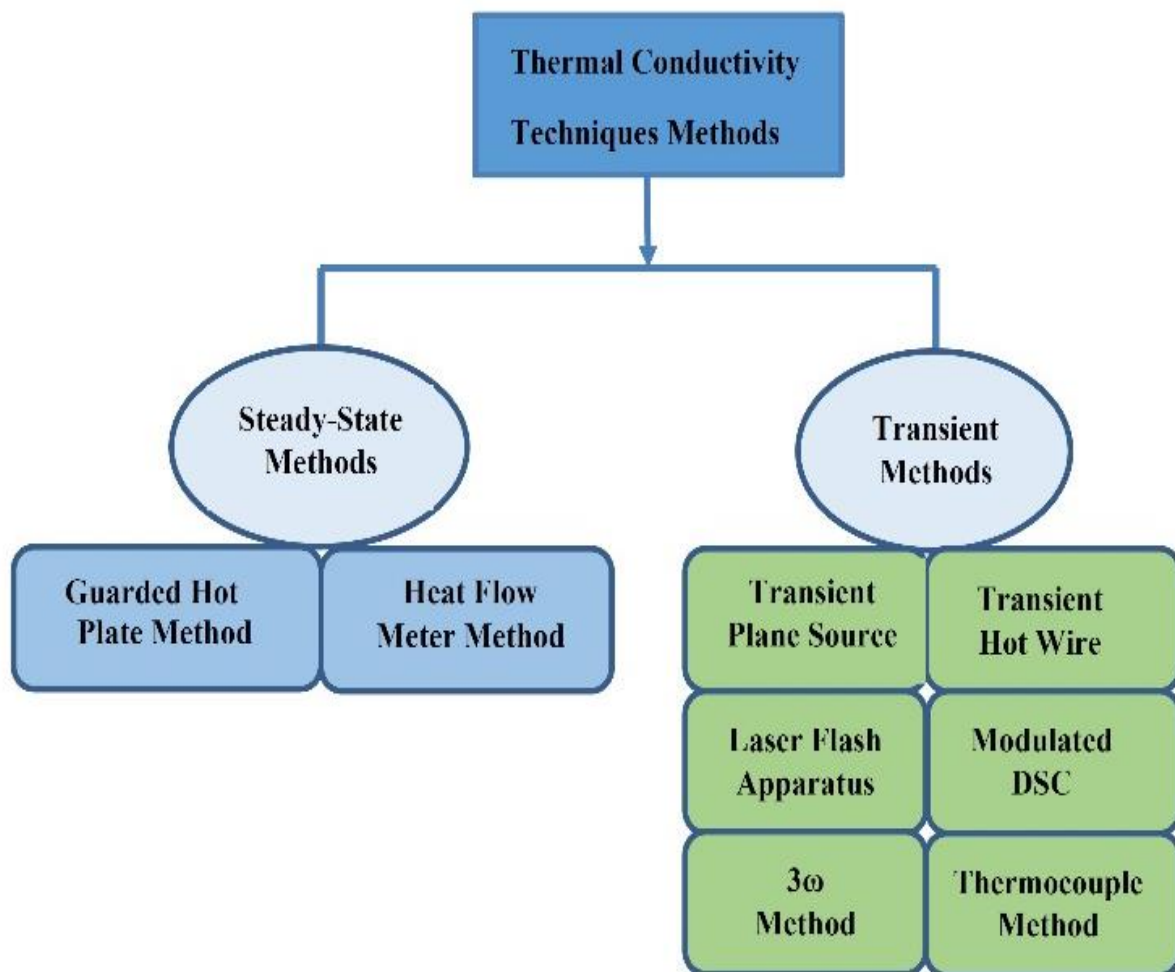 Thermal Conductivity
Techniques Methods
Steady-State
Methods
Transient
Methods
Guarded Hot
Plate Method
Heat Flow
Meter Method
Transient
Plane Source
Transient
Hot Wire
Laser Flash
Apparatus
Modulated
DSC
3ω
Method
Thermocouple
Method